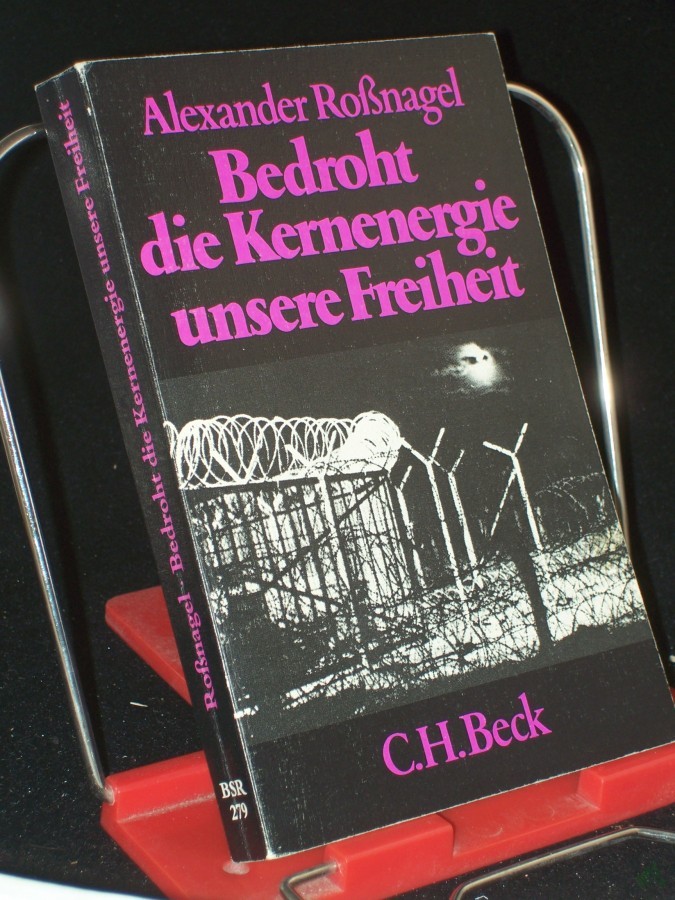 Alexander Roßnagel
Bedroht
die Kernenergie
unsere Freiheit
C.H.Beck
Roßnagel - Bedroht die Kernenergie unsere Freiheit
BSR
279